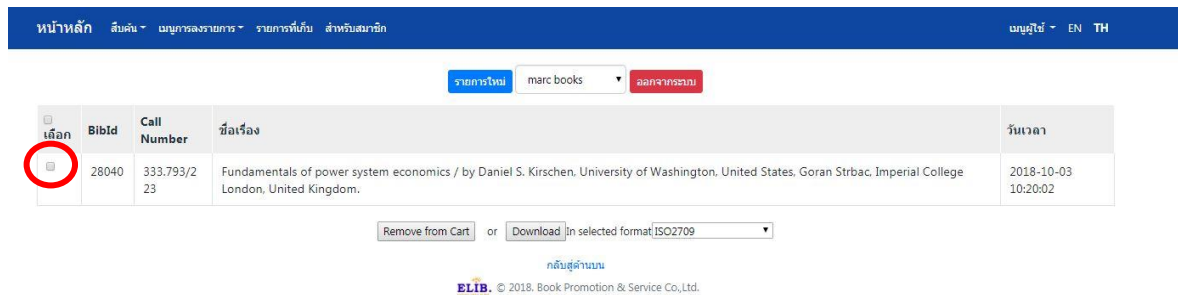 หน้าหลัก สืบค้น เมนูการลงรายการ รายการที่เก็บ สำหรับสมาชิก เมนูผู้ใช้ EN TH
รายการใหม่ marc books ออกจากระบบ
เลือก BibId Call Number ชื่อเรื่อง วันเวลา
28040 333.793/2 Fundamentals of power system economics / by Daniel S. Kirschen, University of Washington, United States, Goran Strbac, Imperial College 2018-10-03
23 London, United Kingdom. 10:20:02
Remove from Cart or Download In selected format ISO2709
กลับสู่ด้านบน
ELIB. © 2018. Book Promotion & Service Co.,Ltd.